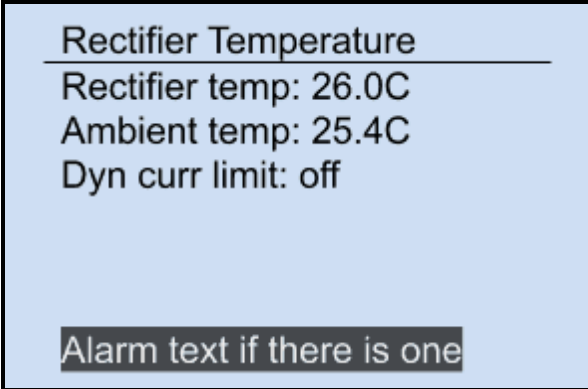 Rectifier Temperature
Rectifier temp: 26.0C
Ambient temp: 25.4C
Dyn curr limit: off
Alarm text if there is one